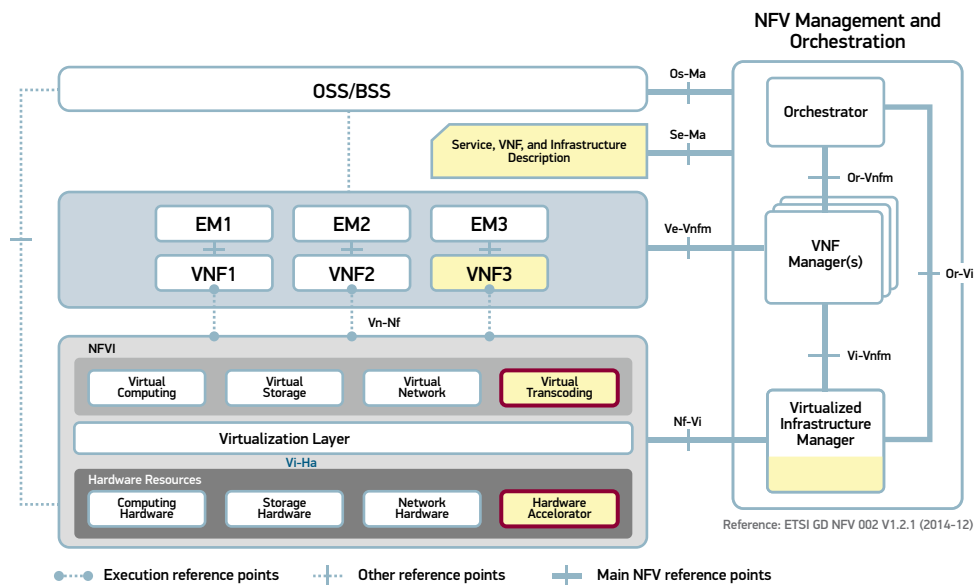 NFV Management and
Orchestration
OSS/BSS
Os-Ma
Orchestrator
Service, VNF, and Infrastructure
Description
Se-Ma
Or-Vnfm
EM1
EM2
EM3
VNF1
VNF2
VNF3
Ve-Vnfm
VNF
Manager(s)
Or-Vi
Vn-Nf
NFVI
Vi-Vnfm
Virtual
Computing
Virtual
Storage
Virtual
Network
Virtual
Transcoding
Virtualization Layer
Nf-Vi
Virtualized
Infrastructure
Manager
Vi-Ha
Hardware Resources
Computing
Hardware
Storage
Hardware
Network
Hardware
Hardware
Accelorator
Reference: ETSI GD NFV 002 V1.2.1 (2014-12)
Execution reference points
Other reference points
Main NFV reference points